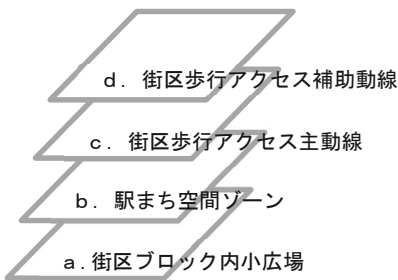 d．街区歩行アクセス補助動線
c．街区歩行アクセス主動線
b．駅まち空間ゾーン
a.街区ブロック内小広場